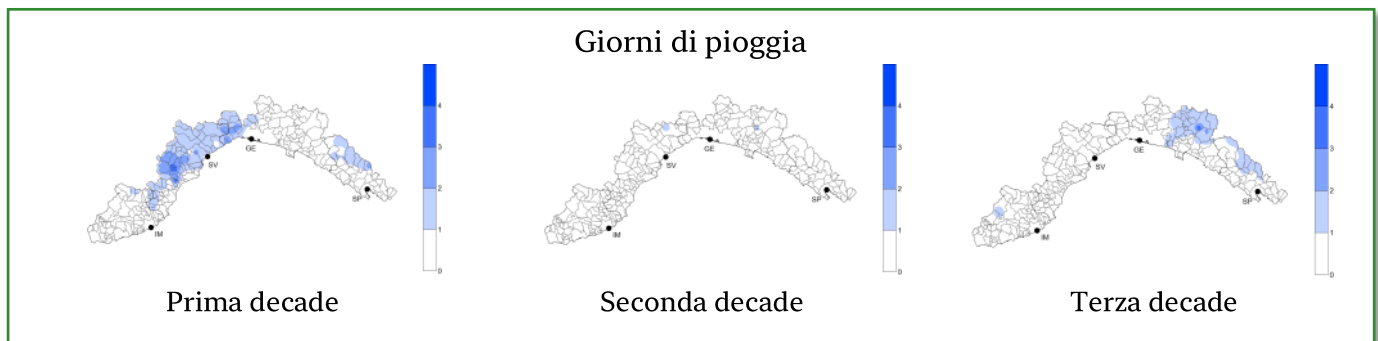 Giorni di pioggia
4
3
2
1
0
GE
SV
SP
IM
4
3
2
1
0
GE
SV
SP
IM
4
3
2
1
0
GE
SV
SP
IM
Prima decade
Seconda decade
Terza decade